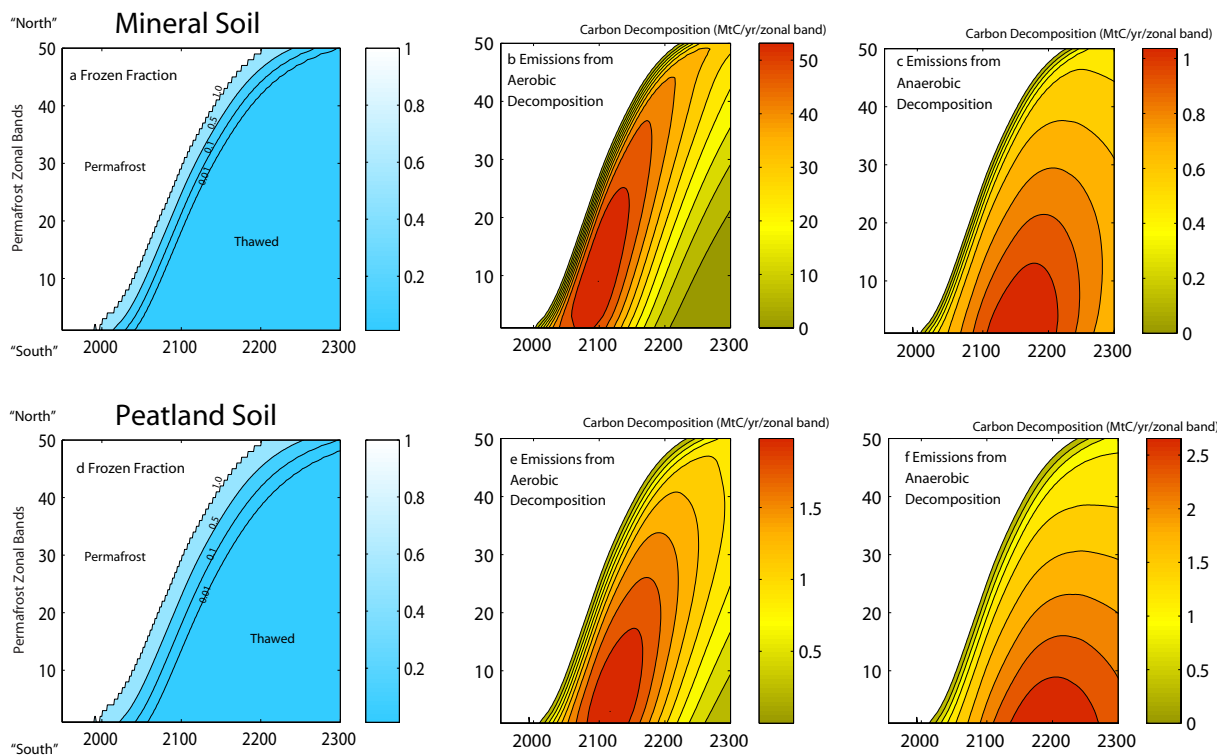 "North"
Mineral Soil
Permafrost Zonal Bands
50
40
30
20
10
a Frozen Fraction
1.0
0.5
0.1
0.01
Permafrost
Thawed
2000 2100 2200 2300
"South"
1
0.8
0.6
0.4
0.2
Carbon Decomposition (MtC/yr/zonal band)
50
40
30
20
10
b Emissions from
Aerobic
Decomposition
2000 2100 2200 2300
50
40
30
20
10
0
Carbon Decomposition (MtC/yr/zonal band)
50
40
30
20
10
c Emissions from
Anaerobic
Decomposition
2000 2100 2200 2300
1
0.8
0.6
0.4
0.2
0
"North"
Peatland Soil
Permafrost Zonal Bands
50
40
30
20
10
d Frozen Fraction
1.0
0.5
0.1
0.01
Permafrost
Thawed
2000 2100 2200 2300
"South"
1
0.8
0.6
0.4
0.2
Carbon Decomposition (MtC/yr/zonal band)
50
40
30
20
10
e Emissions from
Aerobic
Decomposition
2000 2100 2200 2300
1.5
1
0.5
Carbon Decomposition (MtC/yr/zonal band)
50
40
30
20
10
f Emissions from
Anaerobic
Decomposition
2000 2100 2200 2300
2.5
2
1.5
1
0.5
0